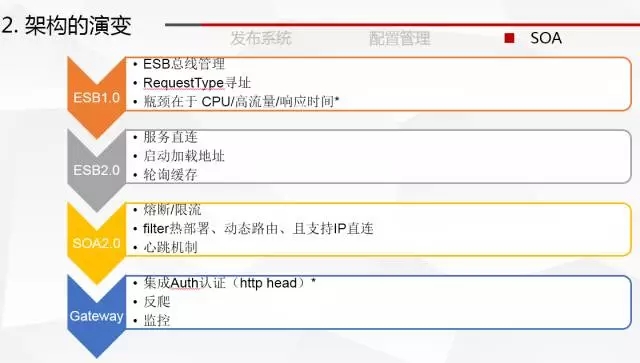 2. 架构的演变
发布系统 配置管理 ■ SOA
ESB1.0
• ESB总线管理
• RequestType寻址
• 瓶颈在于 CPU/高流量/响应时间*
ESB2.0
• 服务直连
• 启动加载地址
• 轮询缓存
SOA2.0
• 熔断/限流
• filter热部署、动态路由、且支持IP直连
• 心跳机制
Gateway
• 集成Auth认证（http head）*
• 反爬
• 监控